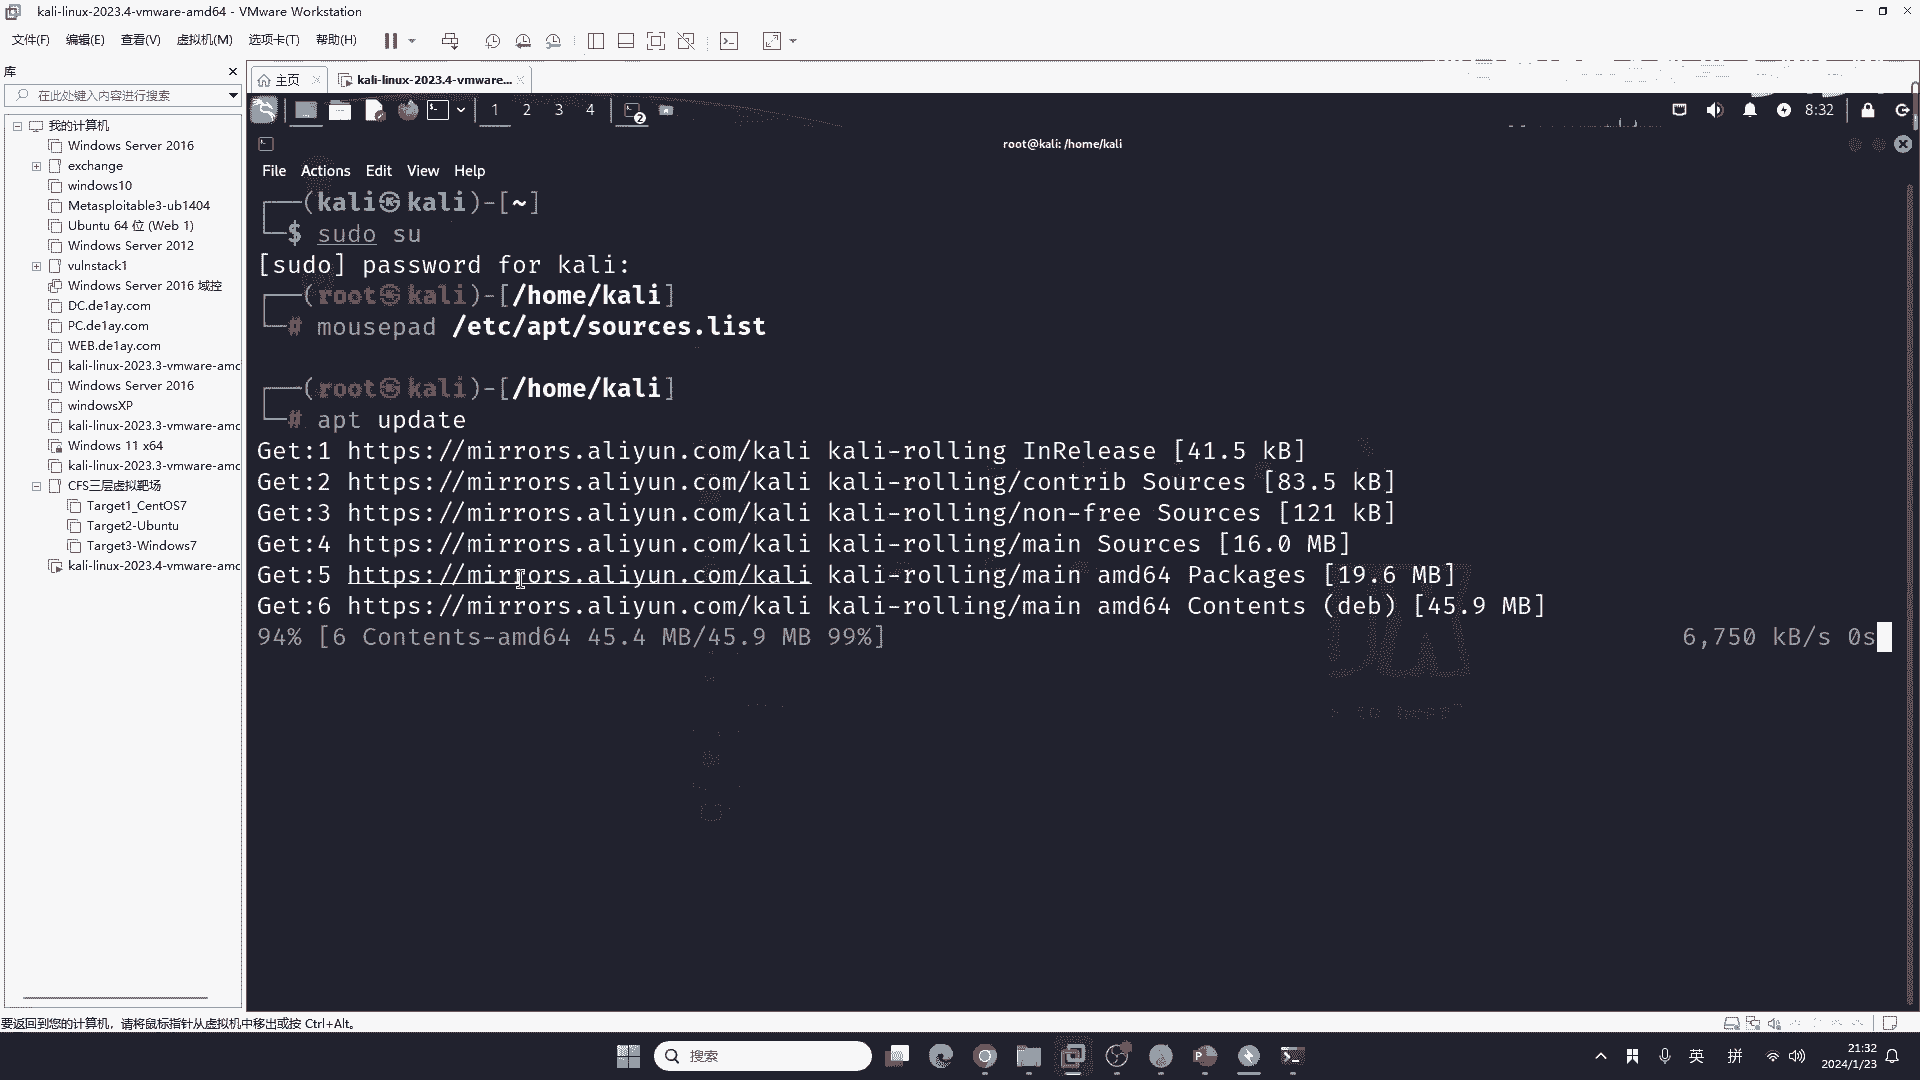 kali-linux-2023.4-vmware-amd64 - VMware Workstation
文件(F) 编辑(E) 查看(V) 虚拟机(M) 选项卡(T) 帮助(H)
库
主页
kali-linux-2023.4-vmware...
在此处键入内容进行搜索
我的计算机
Windows Server 2016
exchange
windows10
Metasploitable3-ub1404
Ubuntu 64 位 (Web 1)
Windows Server 2012
vulnstack1
Windows Server 2016 域控
DC.de1ay.com
PC.de1ay.com
WEB.de1ay.com
kali-linux-2023.3-vmware-amd
Windows Server 2016
windowsXP
kali-linux-2023.3-vmware-amd
Windows 11 x64
kali-linux-2023.3-vmware-amd
CFS三层虚拟靶场
Target1_CentOS7
Target2-Ubuntu
Target3-Windows7
kali-linux-2023.4-vmware-amd
1 2 3 4
2
8:32
root@kali: /home/kali
File Actions Edit View Help
┌──(kali㉿kali)-[~]
└─$ sudo su
[sudo] password for kali:
┌──(root㉿kali)-[/home/kali]
└─# mousepad /etc/apt/sources.list
┌──(root㉿kali)-[/home/kali]
└─# apt update
Get:1 https://mirrors.aliyun.com/kali kali-rolling InRelease [41.5 kB]
Get:2 https://mirrors.aliyun.com/kali kali-rolling/contrib Sources [83.5 kB]
Get:3 https://mirrors.aliyun.com/kali kali-rolling/non-free Sources [121 kB]
Get:4 https://mirrors.aliyun.com/kali kali-rolling/main Sources [16.0 MB]
Get:5 https://mirrors.aliyun.com/kali kali-rolling/main amd64 Packages [19.6 MB]
Get:6 https://mirrors.aliyun.com/kali kali-rolling/main amd64 Contents (deb) [45.9 MB]
94% [6 Contents-amd64 45.4 MB/45.9 MB 99%] 6,750 kB/s 0s
要返回到您的计算机，请将鼠标指针从虚拟机中移出或按 Ctrl+Alt。
搜索
英
拼
21:32
2024/1/23